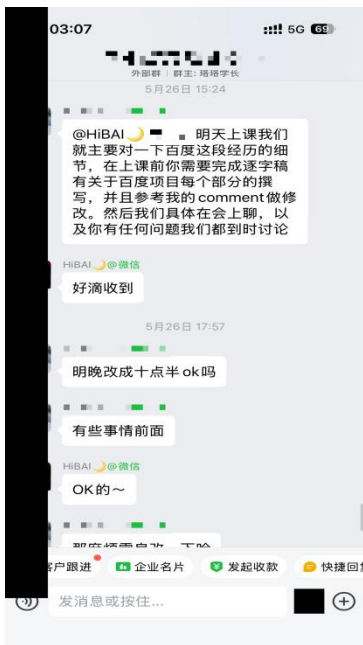 03:07
5G 69
外部群 | 群主: 珞珞学长
5月26日 15:24
@HiBAI🌙
明天上课我们
就主要对一下百度这段经历的细
节，在上课前你需要完成逐字稿
有关于百度项目每个部分的撰
写，并且参考我的comment做修
改。然后我们具体在会上聊，以
及你有任何问题我们都到时讨论
HiBAI🌙@微信
好滴收到
5月26日 17:57
明晚改成十点半ok吗
有些事情前面
HiBAI🌙@微信
OK的～
客户跟进
企业名片
发起收款
快捷回复
发消息或按住...